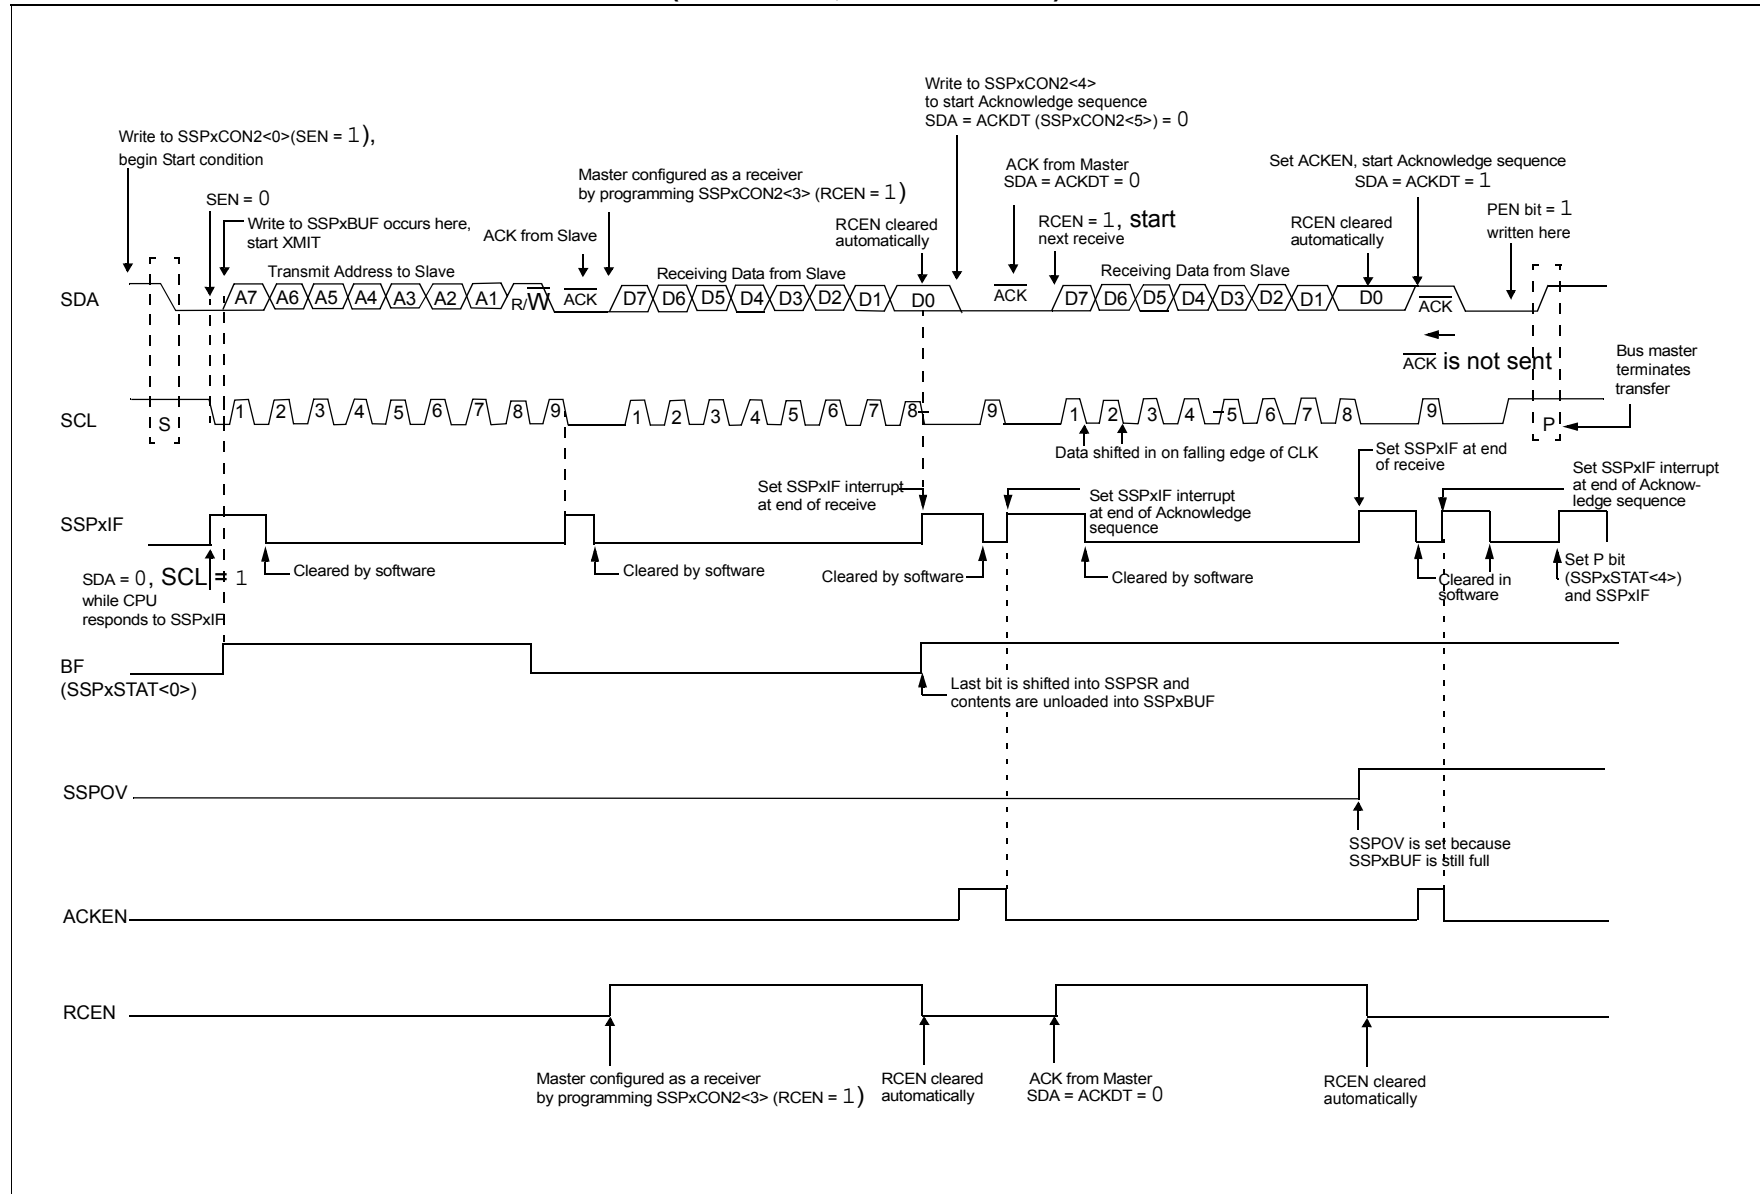 Write to SSPxCON2<4>
to start Acknowledge sequence
SDA = ACKDT (SSPxCON2<5>) = 0
Write to SSPxCON2<0>(SEN = 1),
begin Start condition
ACK from Master
SDA = ACKDT = 0
Set ACKEN, start Acknowledge sequence
SDA = ACKDT = 1
Master configured as a receiver
by programming SSPxCON2<3> (RCEN = 1)
SEN = 0
PEN bit = 1
written here
Write to SSPxBUF occurs here,
start XMIT
ACK from Slave
RCEN cleared
automatically
RCEN = 1, start
next receive
RCEN cleared
automatically
Transmit Address to Slave
Receiving Data from Slave
Receiving Data from Slave
SDA
A7 A6 A5 A4 A3 A2 A1 R/W ACK D7 D6 D5 D4 D3 D2 D1 D0 ACK D7 D6 D5 D4 D3 D2 D1 D0 ACK
ACK is not sent
Bus master
terminates
transfer
SCL
S 1 2 3 4 5 6 7 8 9 1 2 3 4 5 6 7 8 9 1 2 3 4 5 6 7 8 9 P
Data shifted in on falling edge of CLK
Set SSPxIF at end
of receive
Set SSPxIF interrupt
at end of Acknow-
ledge sequence
Set SSPxIF interrupt
at end of receive
Set SSPxIF interrupt
at end of Acknowledge
sequence
SSPxIF
Cleared by software
Cleared by software
Cleared by software
Cleared by software
Cleared in
software
Set P bit
(SSPxSTAT<4>)
and SSPxIF
SDA = 0, SCL = 1
while CPU
responds to SSPxIF
BF
(SSPxSTAT<0>)
Last bit is shifted into SSPSR and
contents are unloaded into SSPxBUF
SSPOV
SSPOV is set because
SSPxBUF is still full
ACKEN
RCEN
Master configured as a receiver
by programming SSPxCON2<3> (RCEN = 1)
RCEN cleared
automatically
ACK from Master
SDA = ACKDT = 0
RCEN cleared
automatically